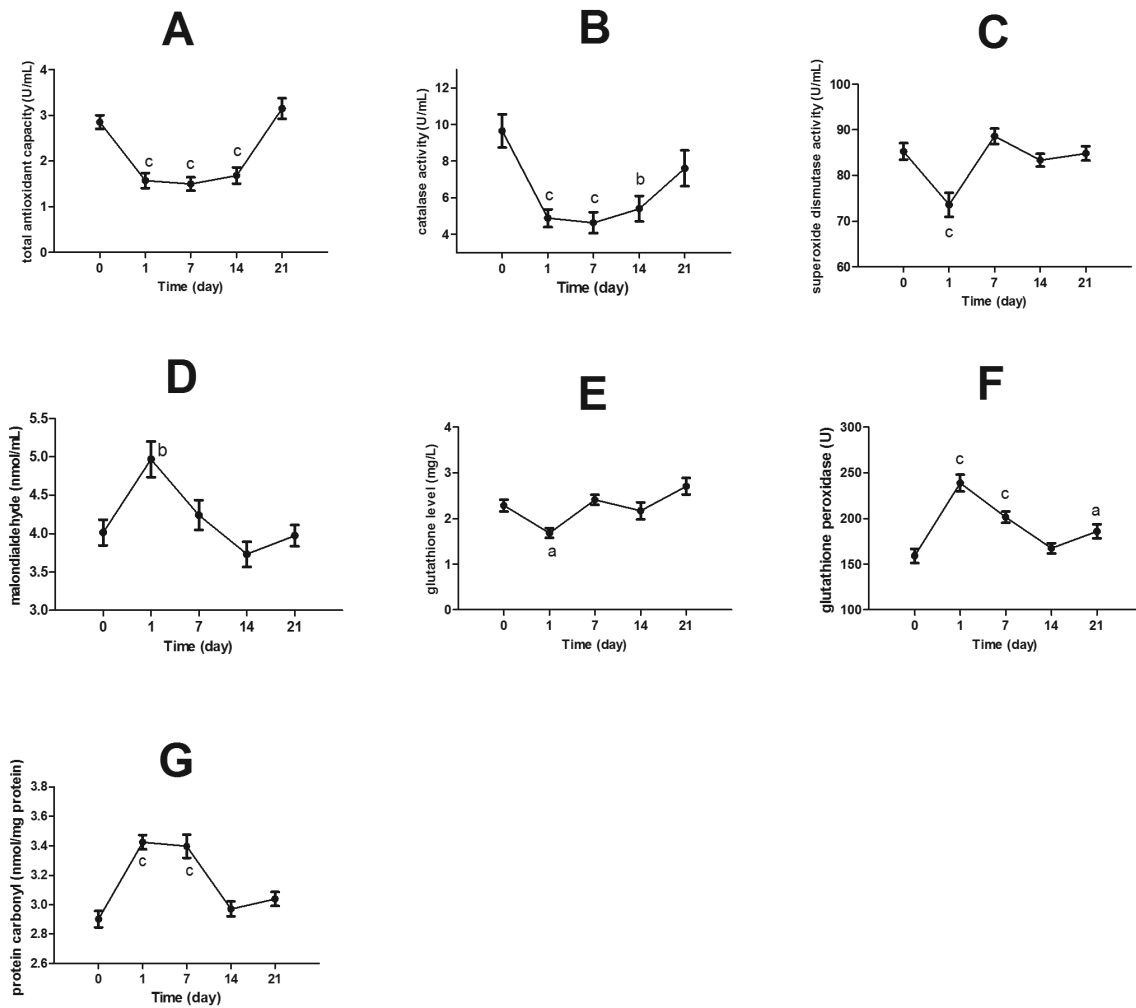 A
total antioxidant capacity (U/mL)
4
3
2
1
0
c
c
c
0 1 7 14 21
Time (day)
B
catalase activity (U/mL)
12
10
8
6
4
c
c
b
0 1 7 14 21
Time (day)
C
superoxide dismutase activity (U/mL)
100
90
80
70
60
c
0 1 7 14 21
Time (day)
D
malondialdehyde (nmol/mL)
5.5
5.0
4.5
4.0
3.5
3.0
b
0 1 7 14 21
Time (day)
E
glutathione level (mg/L)
4
3
2
1
0
a
0 1 7 14 21
Time (day)
F
glutathione peroxidase (U)
300
250
200
150
100
c
c
a
0 1 7 14 21
Time (day)
G
protein carbonyl (nmol/mg protein)
3.8
3.6
3.4
3.2
3.0
2.8
2.6
c
c
0 1 7 14 21
Time (day)